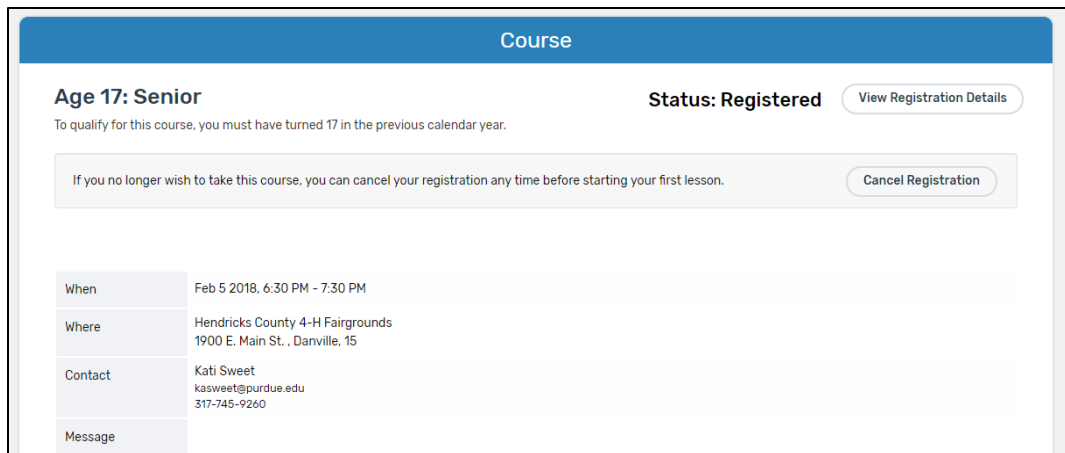 Course
Age 17: Senior
Status: Registered
View Registration Details
To qualify for this course, you must have turned 17 in the previous calendar year.
If you no longer wish to take this course, you can cancel your registration any time before starting your first lesson.
Cancel Registration
When
Feb 5 2018, 6:30 PM - 7:30 PM
Where
Hendricks County 4-H Fairgrounds
1900 E. Main St. , Danville, 15
Contact
Kati Sweet
kasweet@purdue.edu
317-745-9260
Message